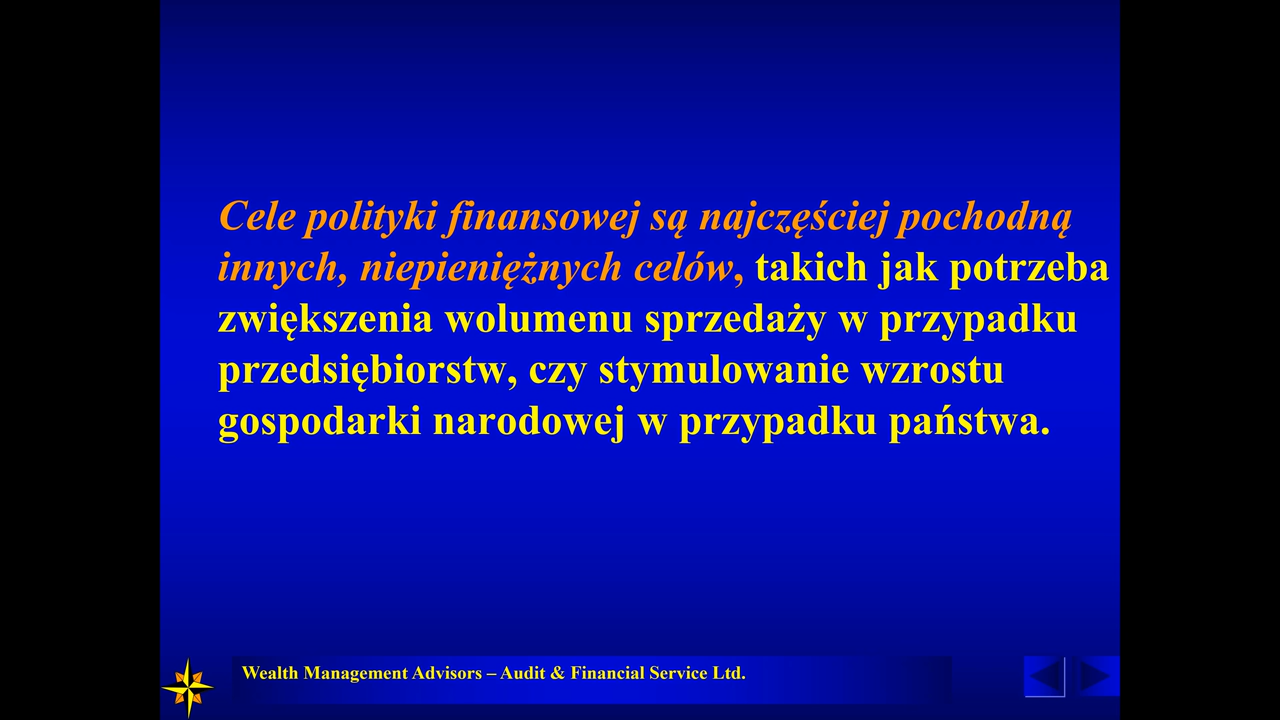 Cele polityki finansowej są najczęściej pochodną
innych, niepieniężnych celów, takich jak potrzeba
zwiększenia wolumenu sprzedaży w przypadku
przedsiębiorstw, czy stymulowanie wzrostu
gospodarki narodowej w przypadku państwa.
Wealth Management Advisors – Audit & Financial Service Ltd.